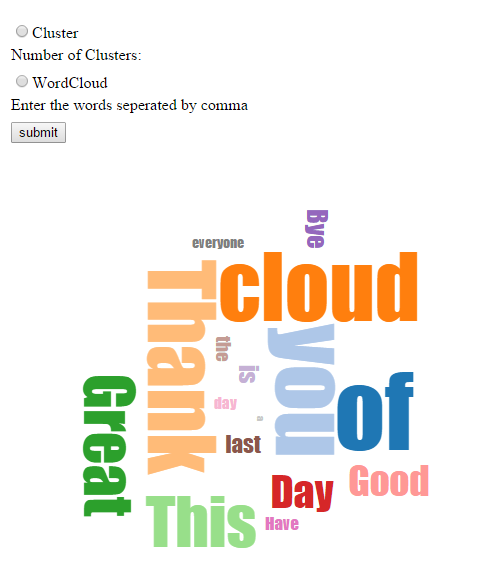 Cluster
Number of Clusters:
WordCloud
Enter the words seperated by comma
submit
Bye
everyone
cloud
Thank
you
the
is
day
Great
of
a
last
Good
Day
This
Have